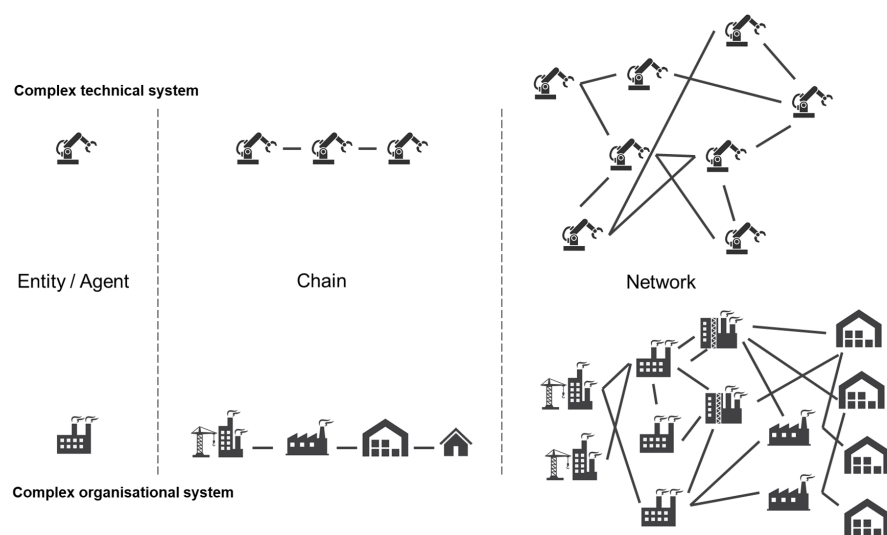 Complex technical system
Entity / Agent
Chain
Network
Complex organisational system